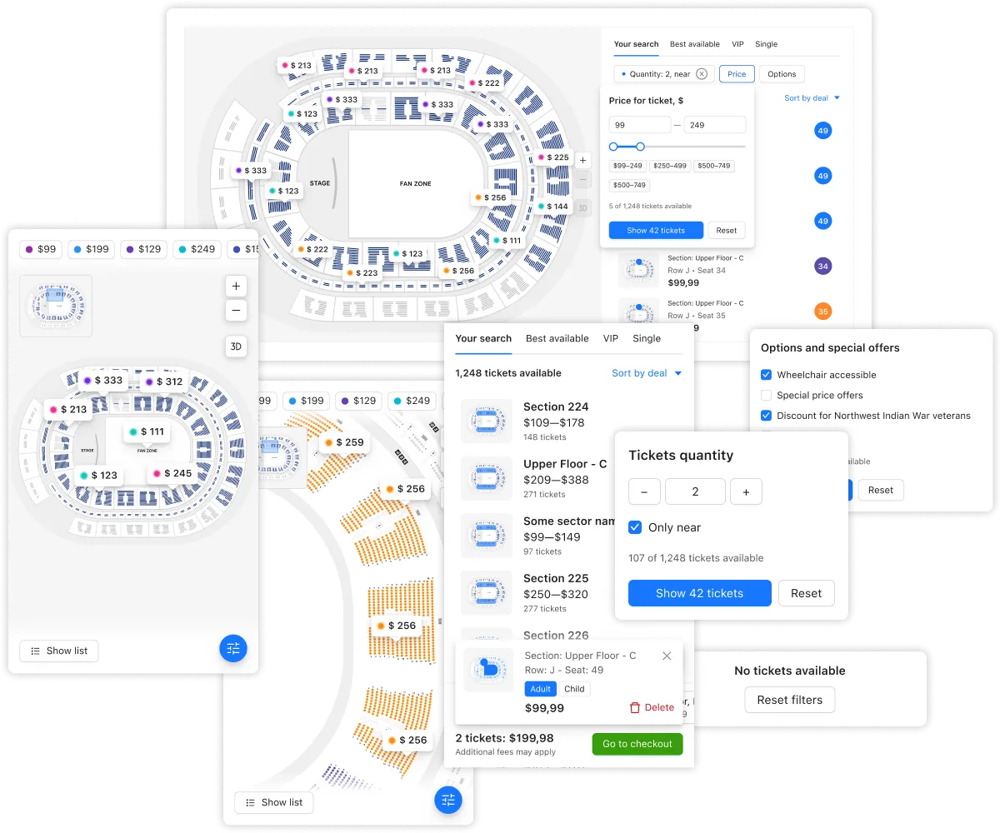 Your search
Best available
VIP
Single
Quantity: 2, near
Price
Options
Price for ticket, $
Sort by deal
99
—
249
$99–249
$250–499
$500–749
$500–749
5 of 1,248 tickets available
Show 42 tickets
Reset
49
49
49
34
35
Section: Upper Floor - C
Row J • Seat 34
$99,99
Section: Upper Floor - C
Row J • Seat 35
9
$ 213
$ 213
$ 213
$ 222
$ 333
$ 333
$ 123
$ 333
$ 225
$ 333
$ 123
STAGE
FAN ZONE
$ 256
$ 144
$ 111
$ 222
$ 123
$ 223
$ 256
+
−
3D
$99
$199
$129
$249
$15
+
−
3D
$ 333
$ 312
$ 213
$ 111
STAGE
FAN ZONE
$ 123
$ 245
Show list
99
$199
$129
$249
$ 259
$ 256
$ 256
$ 256
Show list
Your search
Best available
VIP
Single
1,248 tickets available
Sort by deal
Section 224
$109—$178
148 tickets
Upper Floor - C
$209—$388
271 tickets
Some sector nam
$99—$149
97 tickets
Section 225
$250—$320
277 tickets
Section 226
Section: Upper Floor - C
Row: J - Seat: 49
Adult
Child
$99,99
Delete
2 tickets: $199,98
Additional fees may apply
Go to checkout
Options and special offers
Wheelchair accessible
Special price offers
Discount for Northwest Indian War veterans
ailable
Reset
Tickets quantity
−
2
+
Only near
107 of 1,248 tickets available
Show 42 tickets
Reset
No tickets available
Reset filters